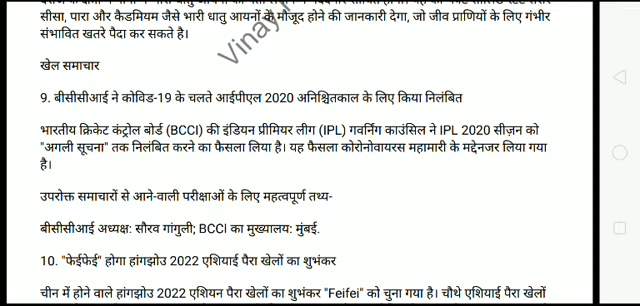 सीसा, पारा और कैडमियम जैसे भारी धातु आयनों के मौजूद होने की जानकारी देगा, जो जीव प्राणियों के लिए गंभीर
संभावित खतरे पैदा कर सकते है।
Vinay
खेल समाचार
9. बीसीसीआई ने कोविड-19 के चलते आईपीएल 2020 अनिश्चितकाल के लिए किया निलंबित
भारतीय क्रिकेट कंट्रोल बोर्ड (BCCI) की इंडियन प्रीमियर लीग (IPL) गवर्निंग काउंसिल ने IPL 2020 सीज़न को
"अगली सूचना" तक निलंबित करने का फैसला लिया है। यह फैसला कोरोनोवायरस महामारी के मद्देनजर लिया गया
है।
उपरोक्त समाचारों से आने-वाली परीक्षाओं के लिए महत्वपूर्ण तथ्य-
बीसीसीआई अध्यक्ष: सौरव गांगुली; BCCI का मुख्यालय: मुंबई.
10. "फेईफेई" होगा हांगझोउ 2022 एशियाई पैरा खेलों का शुभंकर
चीन में होने वाले हांगझोउ 2022 एशियन पैरा खेलों का शुभंकर "Feifei" को चुना गया है। चौथे एशियाई पैरा खेलों